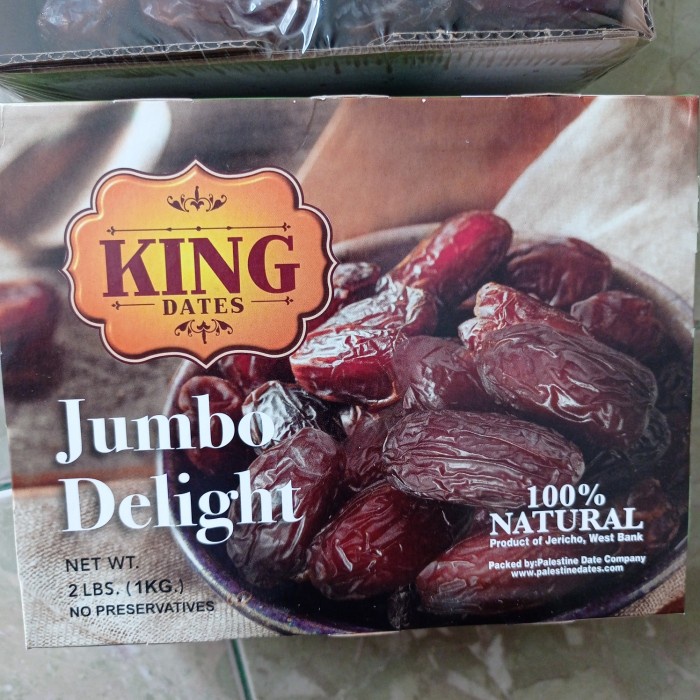 KING
DATES
Jumbo
Delight
NET WT.
2 LBS. (1KG.)
NO PRESERVATIVES
100%
NATURAL
Product of Jericho, West Bank
Packed by:Palestine Date Company
www.palestinedates.com